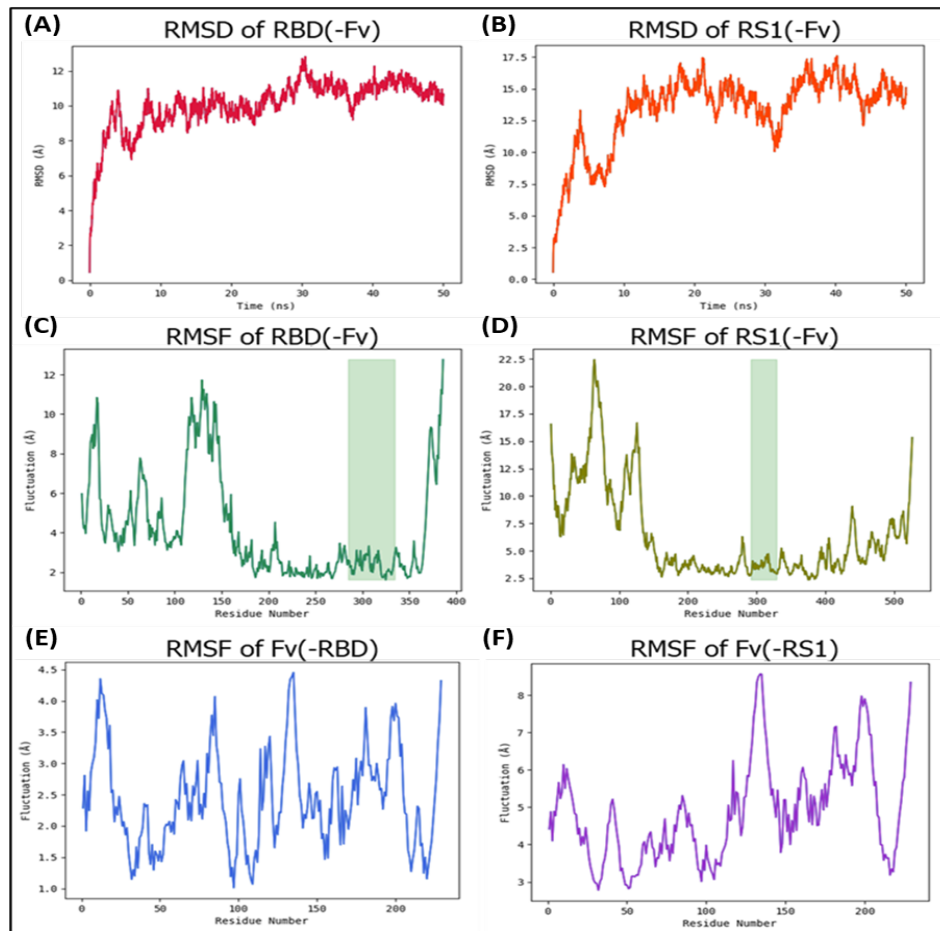 (A)
RMSD of RBD(-Fv)
RMSD (Å)
12
10
8
6
4
2
0
0 10 20 30 40 50
Time (ns)
(B)
RMSD of RS1(-Fv)
RMSD (Å)
17.5
15.0
12.5
10.0
7.5
5.0
2.5
0.0
0 10 20 30 40 50
Time (ns)
(C)
RMSF of RBD(-Fv)
Fluctuation (Å)
12
10
8
6
4
2
0 50 100 150 200 250 300 350 400
Residue Number
(D)
RMSF of RS1(-Fv)
Fluctuation (Å)
22.5
20.0
17.5
15.0
12.5
10.0
7.5
5.0
2.5
0 100 200 300 400 500
Residue Number
(E)
RMSF of Fv(-RBD)
Fluctuation (Å)
4.5
4.0
3.5
3.0
2.5
2.0
1.5
1.0
0 50 100 150 200
Residue Number
(F)
RMSF of Fv(-RS1)
Fluctuation (Å)
8
7
6
5
4
3
0 50 100 150 200
Residue Number